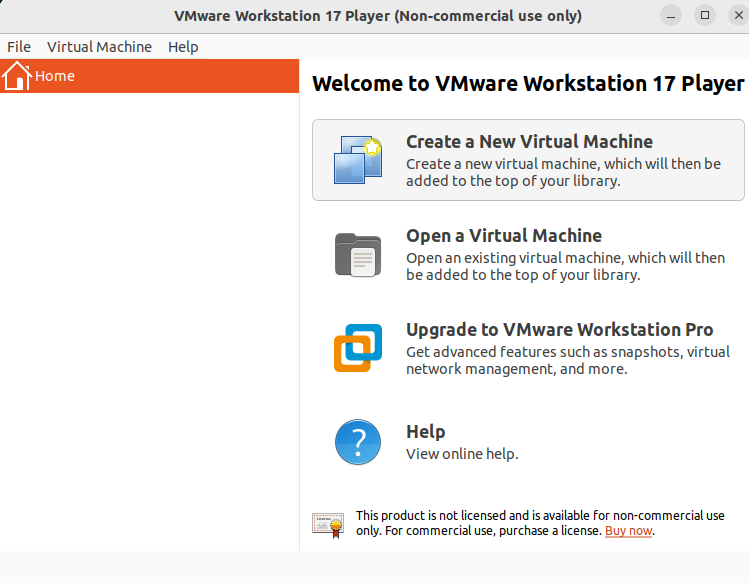 VMware Workstation 17 Player (Non-commercial use only)
File Virtual Machine Help
Home
Welcome to VMware Workstation 17 Player
Create a New Virtual Machine
Create a new virtual machine, which will then be
added to the top of your library.
Open a Virtual Machine
Open an existing virtual machine, which will then
be added to the top of your library.
Upgrade to VMware Workstation Pro
Get advanced features such as snapshots, virtual
network management, and more.
?
Help
View online help.
This product is not licensed and is available for non-commercial use
only. For commercial use, purchase a license. Buy now.